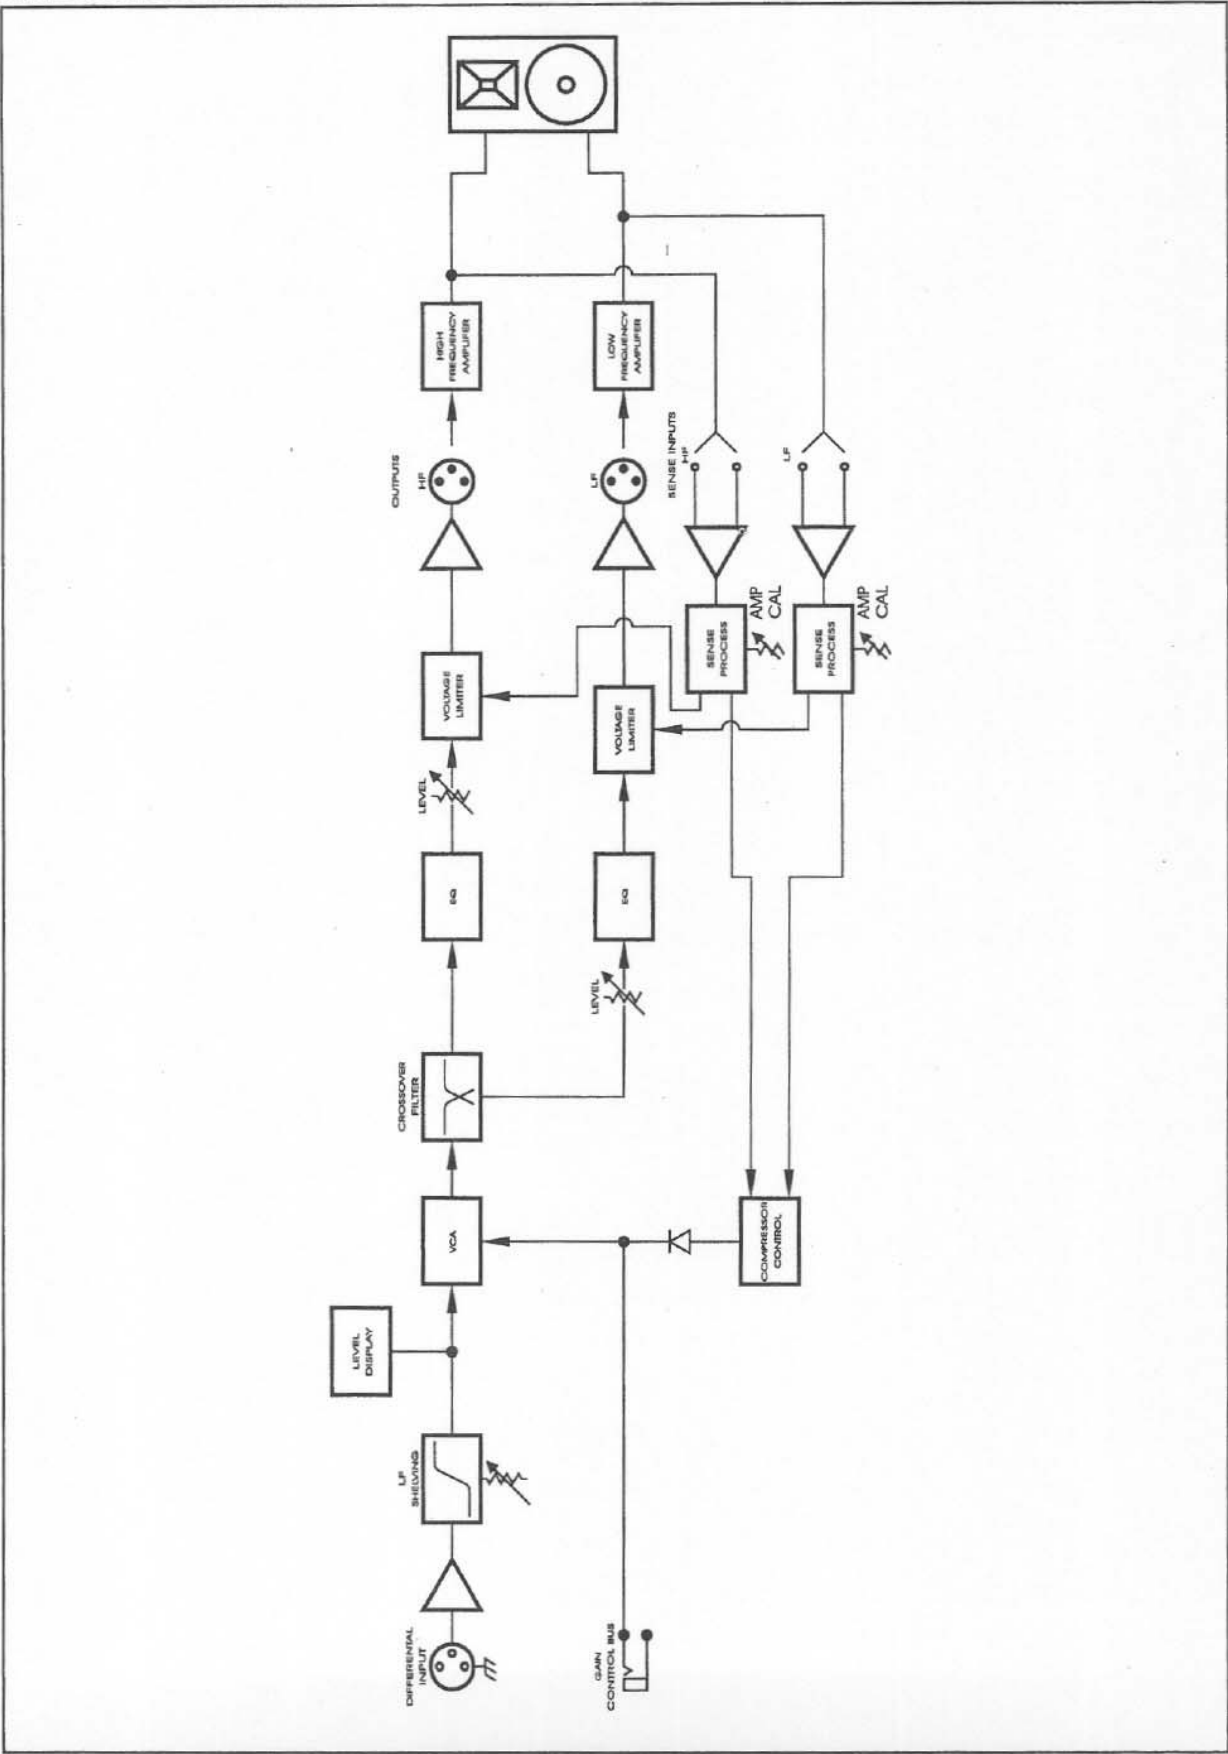 DIFFERENTIAL
INPUT
LF
SHELVING
LEVEL
DISPLAY
VCA
CROSSOVER
FILTER
EQ
LEVEL
VOLTAGE
LIMITER
OUTPUTS
HF
HIGH
FREQUENCY
AMPLIFER
LEVEL
EQ
VOLTAGE
LIMITER
LF
LOW
FREQUENCY
AMPLIFER
SENSE INPUTS
HF
SENSE
PROCESS
AMP
CAL
LF
SENSE
PROCESS
AMP
CAL
COMPRESSOR
CONTROL
GAIN
CONTROL BUS